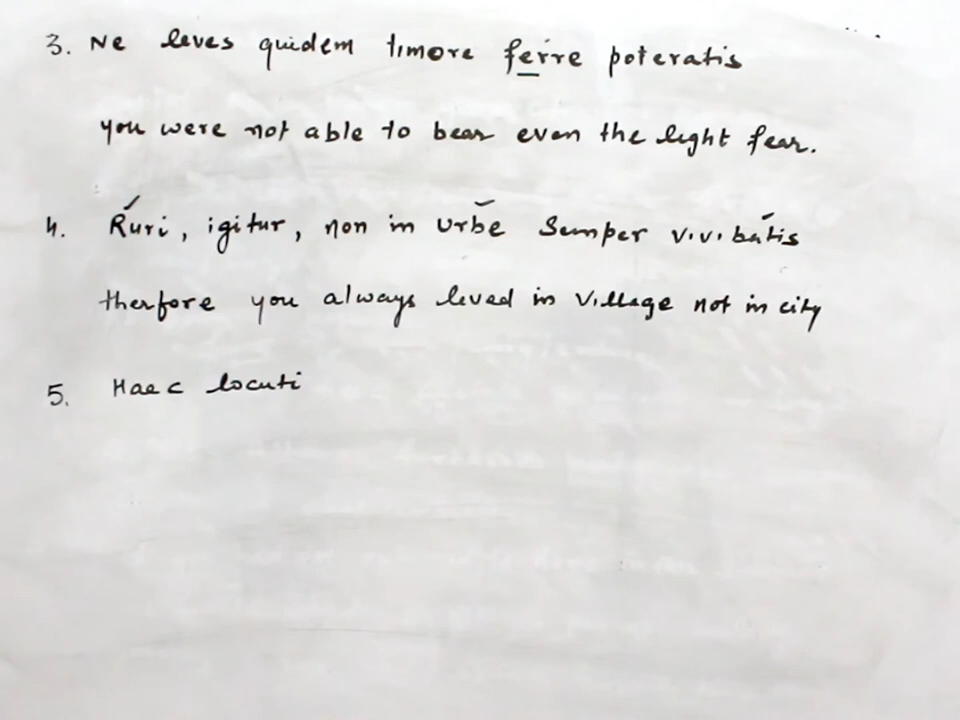 3. Ne leves quidem timore ferre poteratis
you were not able to bear even the light fear.
4. Ruri, igitur, non in urbe Semper vivibatis
therfore you always lived in village not in city
5. Haec locuti